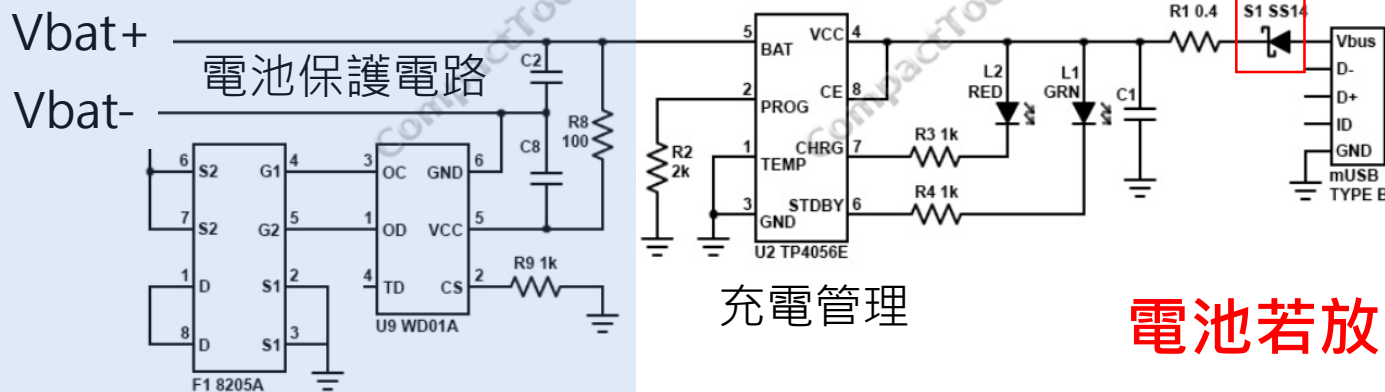 Vbat+
電池保護電路
Vbat-
C2
C8
R8
100
6 S2 G1 4
7 S2 G2 5
1 D S1 2
8 D S1 3
F1 8205A
3 OC GND 6
1 OD VCC 5
4 TD CS 2
U9 WD01A
R9 1k
5 BAT VCC 4
2 PROG CE 8
1 TEMP CHRG 7
3 GND STDBY 6
U2 TP4056E
R2
2k
R3 1k
R4 1k
L2
RED
L1
GRN
C1
R1 0.4
S1 SS14
Vbus
D-
D+
ID
GND
mUSB
TYPE B
充電管理
電池若放
CompactToo
CompactToo